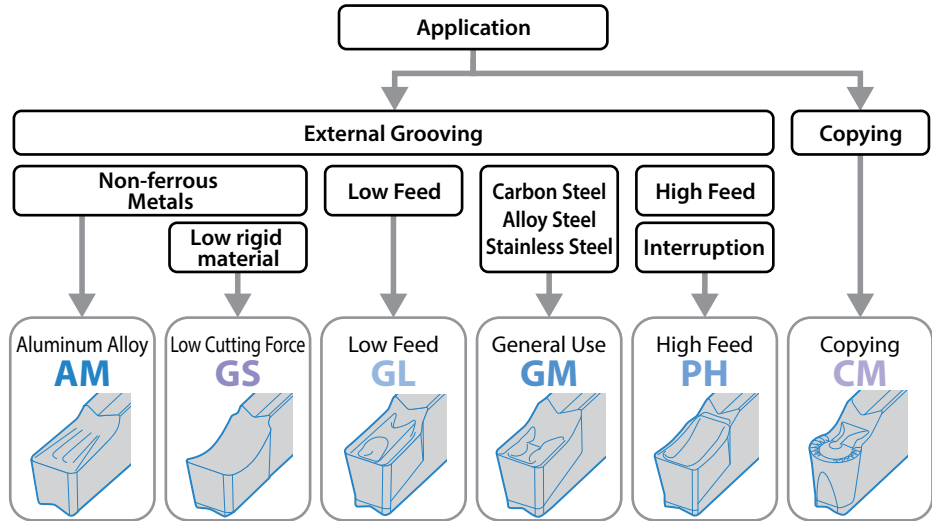 Application
External Grooving
Copying
Non-ferrous
Metals
Low Feed
Carbon Steel
Alloy Steel
Stainless Steel
High Feed
Low rigid
material
Interruption
Aluminum Alloy
AM
Low Cutting Force
GS
Low Feed
GL
General Use
GM
High Feed
PH
Copying
CM